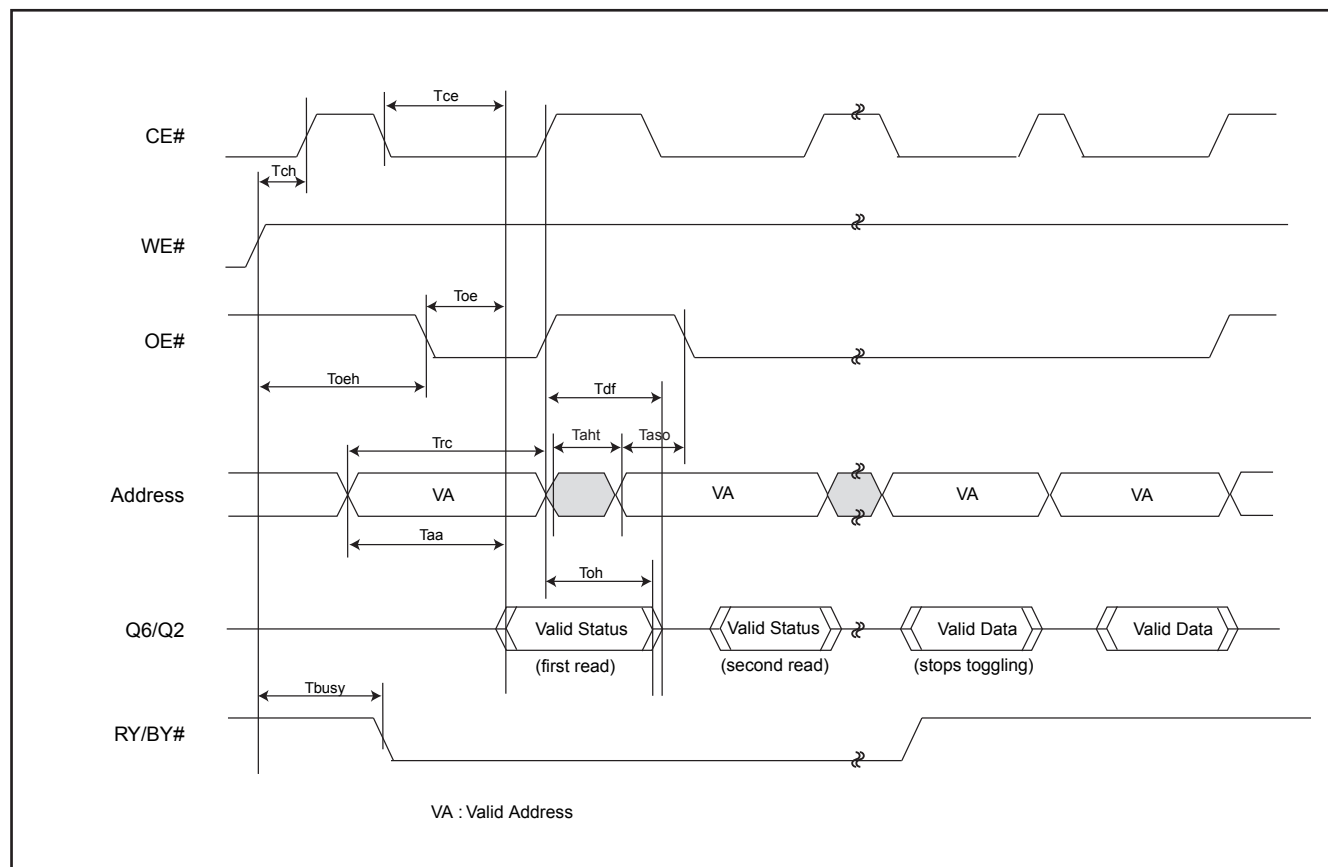 Tce
CE#
Tch
WE#
Toe
OE#
Toeh
Tdf
Trc
Taht
Taso
Address
VA
VA
VA
VA
Taa
Toh
Q6/Q2
Valid Status
Valid Status
Valid Data
Valid Data
(first read)
(second read)
(stops toggling)
Tbusy
RY/BY#
VA : Valid Address